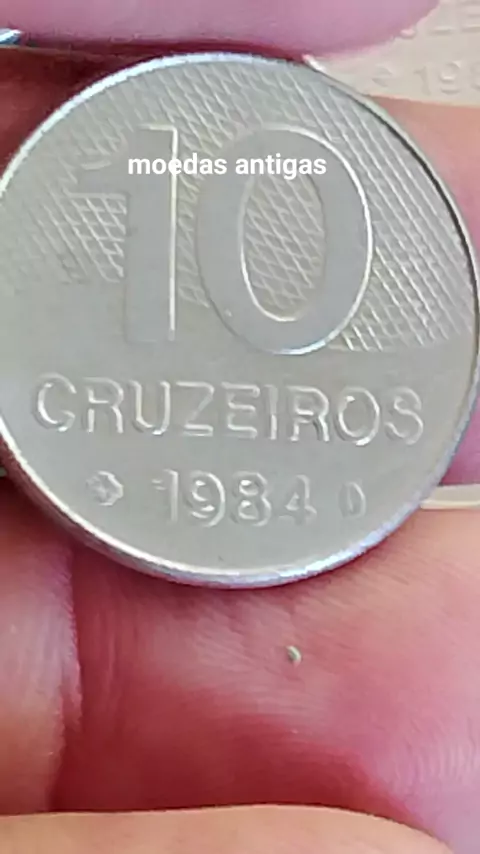 10
moedas antigas
CRUZEIROS
1984